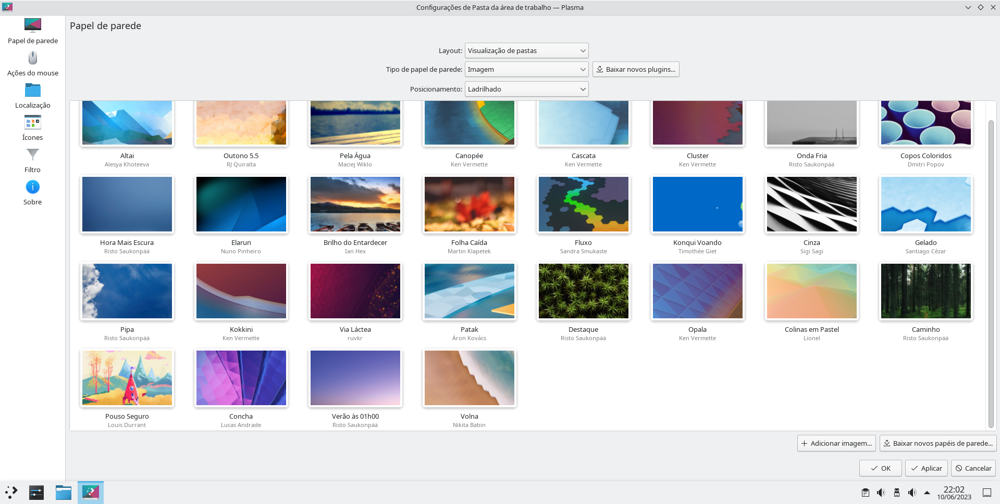 Configurações de Pasta da área de trabalho — Plasma
Papel de parede
Ações do mouse
Localização
Ícones
Filtro
Sobre
Papel de parede
Layout: Visualização de pastas
Tipo de papel de parede: Imagem Baixar novos plugins...
Posicionamento: Ladrilhado
Altai Outono 5.5 Pela Água Canopée Cascata Cluster Onda Fria Copos Coloridos
Alesya Khoteeva RJ Quiralta Maciej Wiklo Ken Vermette Ken Vermette Ken Vermette Risto Saukonpää Dmitri Popov
Hora Mais Escura Elarun Brilho do Entardecer Folha Caída Fluxo Konqui Voando Cinza Gelado
Risto Saukonpää Nuno Pinheiro Ian Hex Martin Klapetek Sandra Smukaste Timothée Giet Sigi Sagi Santiago Cézar
Pipa Kokkini Via Láctea Patak Destaque Opala Colinas em Pastel Caminho
Risto Saukonpää Ken Vermette ruvkr Áron Kovács Risto Saukonpää Ken Vermette Lionel Risto Saukonpää
Pouso Seguro Concha Verão às 01h00 Volna
Louis Durrant Lucas Andrade Risto Saukonpää Nikita Babin
Adicionar imagem... Baixar novos papéis de parede...
OK Aplicar Cancelar
22:02
10/06/2023